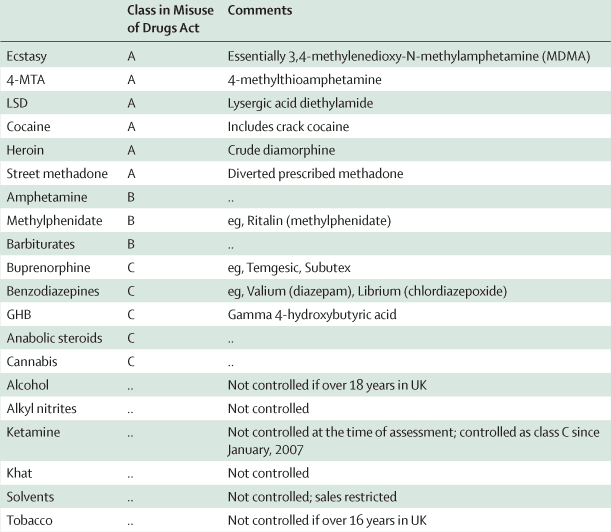 Class in Misuse of Drugs Act Comments
Ecstasy A Essentially 3,4-methylenedioxy-N-methylamphetamine (MDMA)
4-MTA A 4-methylthioamphetamine
LSD A Lysergic acid diethylamide
Cocaine A Includes crack cocaine
Heroin A Crude diamorphine
Street methadone A Diverted prescribed methadone
Amphetamine B ..
Methylphenidate B eg, Ritalin (methylphenidate)
Barbiturates B ..
Buprenorphine C eg, Temgesic, Subutex
Benzodiazepines C eg, Valium (diazepam), Librium (chlordiazepoxide)
GHB C Gamma 4-hydroxybutyric acid
Anabolic steroids C ..
Cannabis C ..
Alcohol .. Not controlled if over 18 years in UK
Alkyl nitrites .. Not controlled
Ketamine .. Not controlled at the time of assessment; controlled as class C since
January, 2007
Khat .. Not controlled
Solvents .. Not controlled; sales restricted
Tobacco .. Not controlled if over 16 years in UK